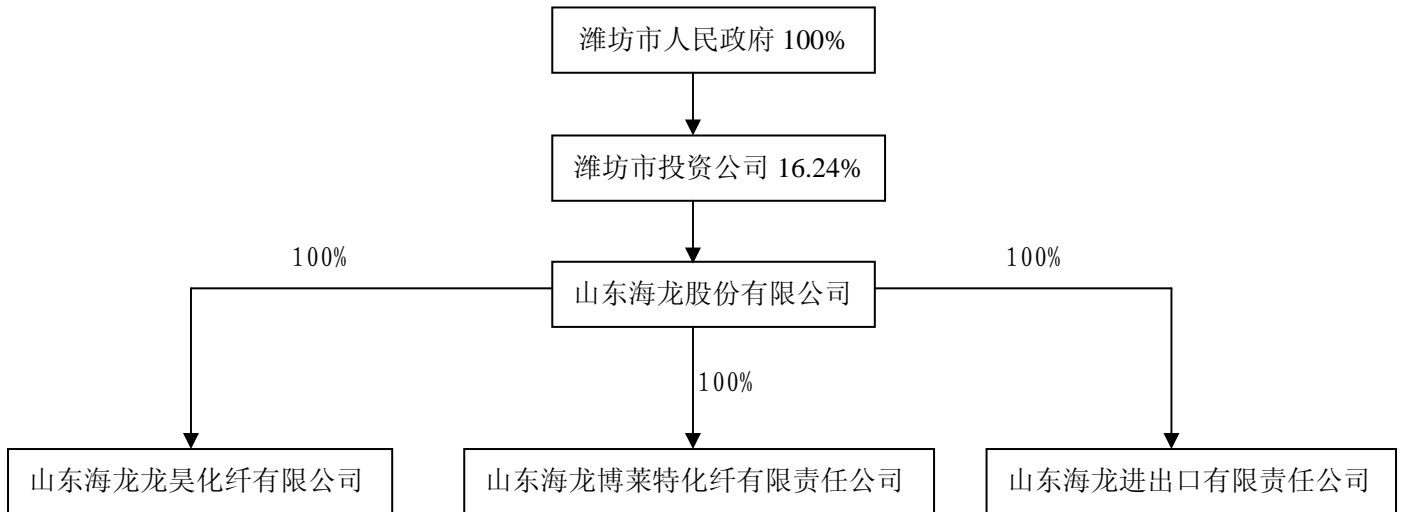 潍坊市人民政府 100%
潍坊市投资公司 16.24%
100%
100%
山东海龙股份有限公司
100%
山东海龙龙昊化纤有限公司
山东海龙博莱特化纤有限责任公司
山东海龙进出口有限责任公司